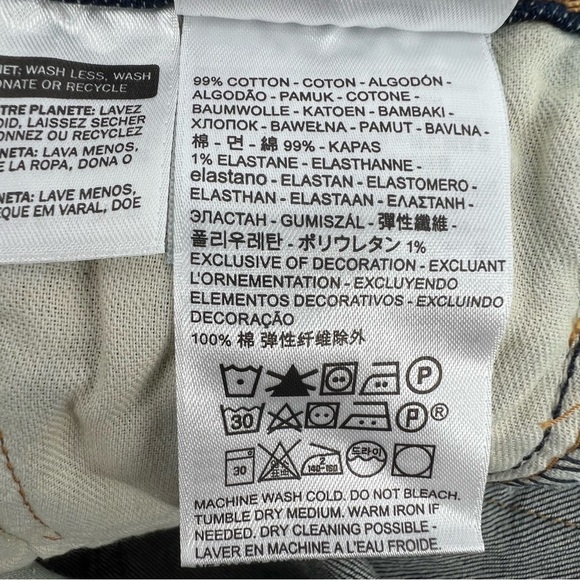 NET: WASH LESS, WASH
ONATE OR RECYCLE
TRE PLANETE: LAVEZ
OID, LAISSEZ SECHER
ONNEZ OU RECYCLEZ
NETA: LAVA MENOS,
E LA ROPA, DONA O
NETA: LAVE MENOS,
QUE EM VARAL, DOE
99% COTTON - COTON - ALGODÓN -
ALGODÃO - PAMUK - COTONE -
BAUMWOLLE - KATOEN - BAMBAKI -
ХЛОПОК - BAWEŁNA - PAMUT - BAVLNA -
棉 - 면 - 綿 99% - KAPAS
1% ELASTANE - ELASTHANNE -
elastano - ELASTAN - ELASTOMERO -
ELASTHAN - ELASTAAN - ΕΛΑΣΤΑΝΗ -
ЭЛАСТАН - GUMISZÁL - 彈性纖維 -
폴리우레탄 - ポリウレタン 1%
EXCLUSIVE OF DECORATION - EXCLUANT
L'ORNEMENTATION - EXCLUYENDO
ELEMENTOS DECORATIVOS - EXCLUINDO
DECORAÇÃO
100% 棉 弹性纤维除外
P
30 P ®
30 2 140-160 드라이
MACHINE WASH COLD. DO NOT BLEACH.
TUMBLE DRY MEDIUM. WARM IRON IF
NEEDED. DRY CLEANING POSSIBLE -
LAVER EN MACHINE A L'EAU FROIDE.